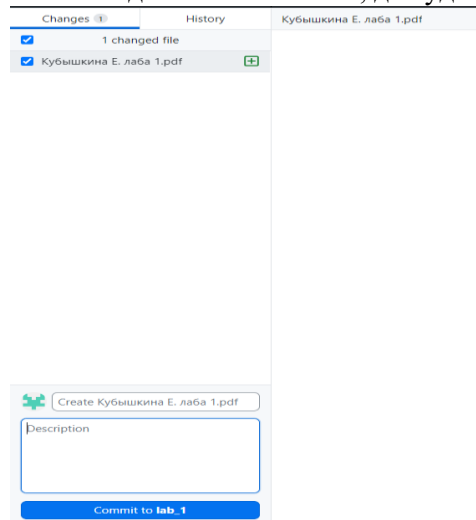 Changes 1
History
Кубышкина Е. лаба 1.pdf
1 changed file
Кубышкина Е. лаба 1.pdf
Create Кубышкина Е. лаба 1.pdf
Description
Commit to lab_1